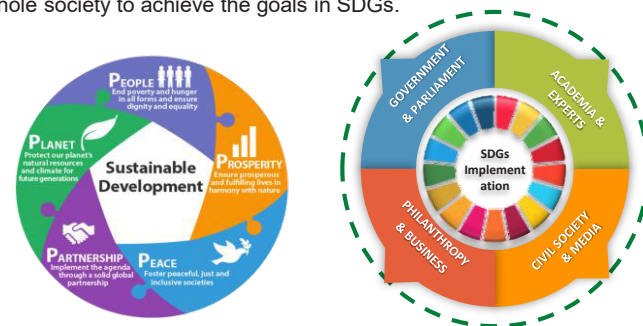 whole society to achieve the goals in SDGs.
PEOPLE
End poverty and hunger
in all forms and ensure
dignity and equality
PLANET
Protect our planet's
natural resources
and climate for
future generations
PROSPERITY
Ensure prosperous
and fulfilling lives in
harmony with nature
Sustainable
Development
PARTNERSHIP
Implement the agenda
through a solid global
partnership
PEACE
Foster peaceful, just and
inclusive societies
GOVERNMENT
& PARLIAMENT
ACADEMIA &
EXPERTS
SDGs
Implement
ation
PHILANTHROPY
& BUSINESS
CIVIL SOCIETY
& MEDIA